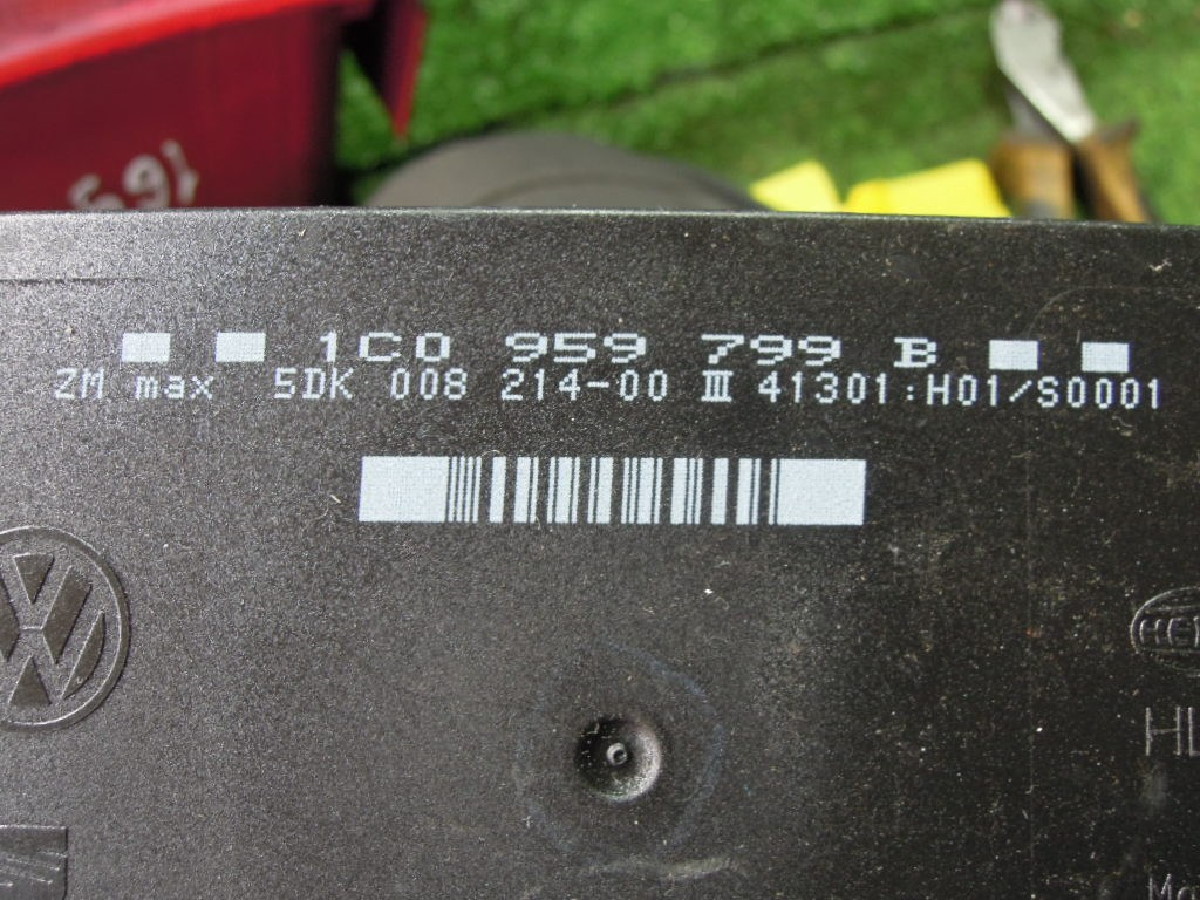 1C0 959 799 B
ZM max 5DK 008 214-00 III 41301:H01/S0001